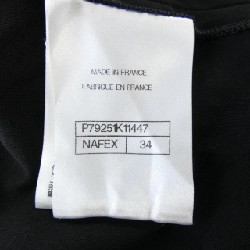 MADE IN FRANCE
FABRIQUE EN FRANCE
P79251K11447
NAFEX 34